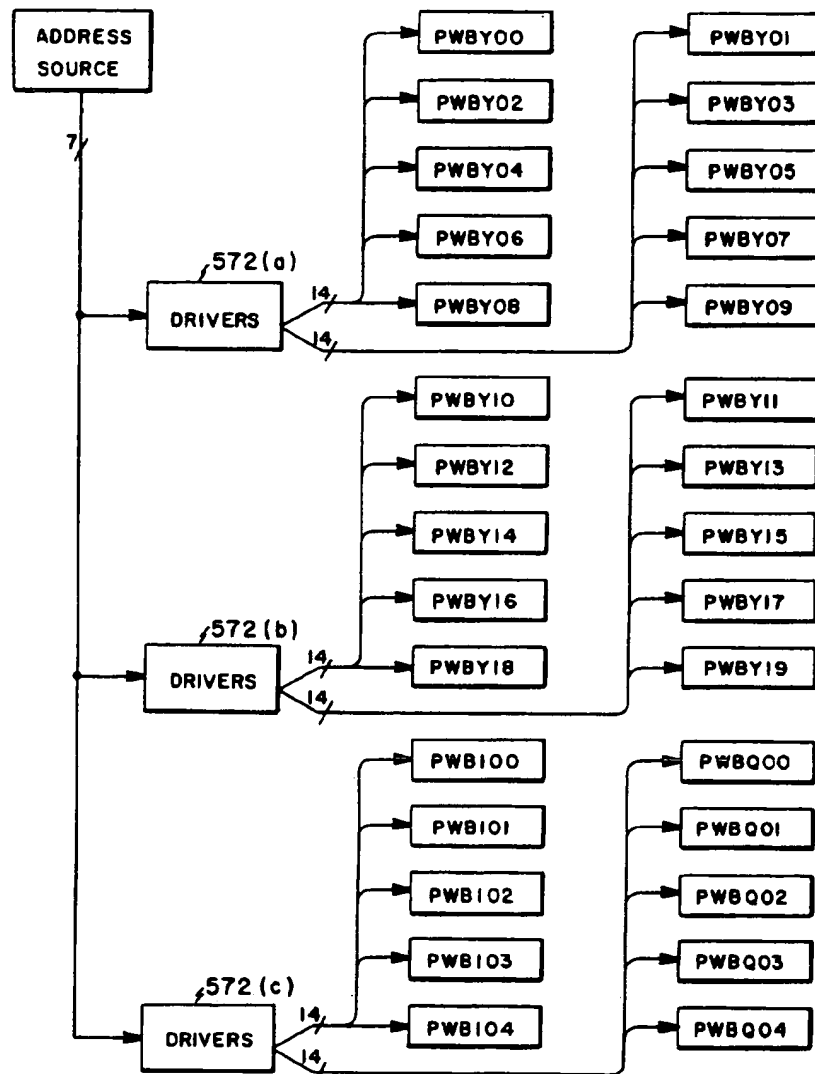 ADDRESS
SOURCE
7
572(a)
DRIVERS
14
14
PWBY00
PWBY02
PWBY04
PWBY06
PWBY08
PWBY01
PWBY03
PWBY05
PWBY07
PWBY09
572(b)
DRIVERS
14
14
PWBY10
PWBY12
PWBY14
PWBY16
PWBY18
PWBY11
PWBY13
PWBY15
PWBY17
PWBY19
572(c)
DRIVERS
14
14
PWBI00
PWBI01
PWBI02
PWBI03
PWBI04
PWBQ00
PWBQ01
PWBQ02
PWBQ03
PWBQ04